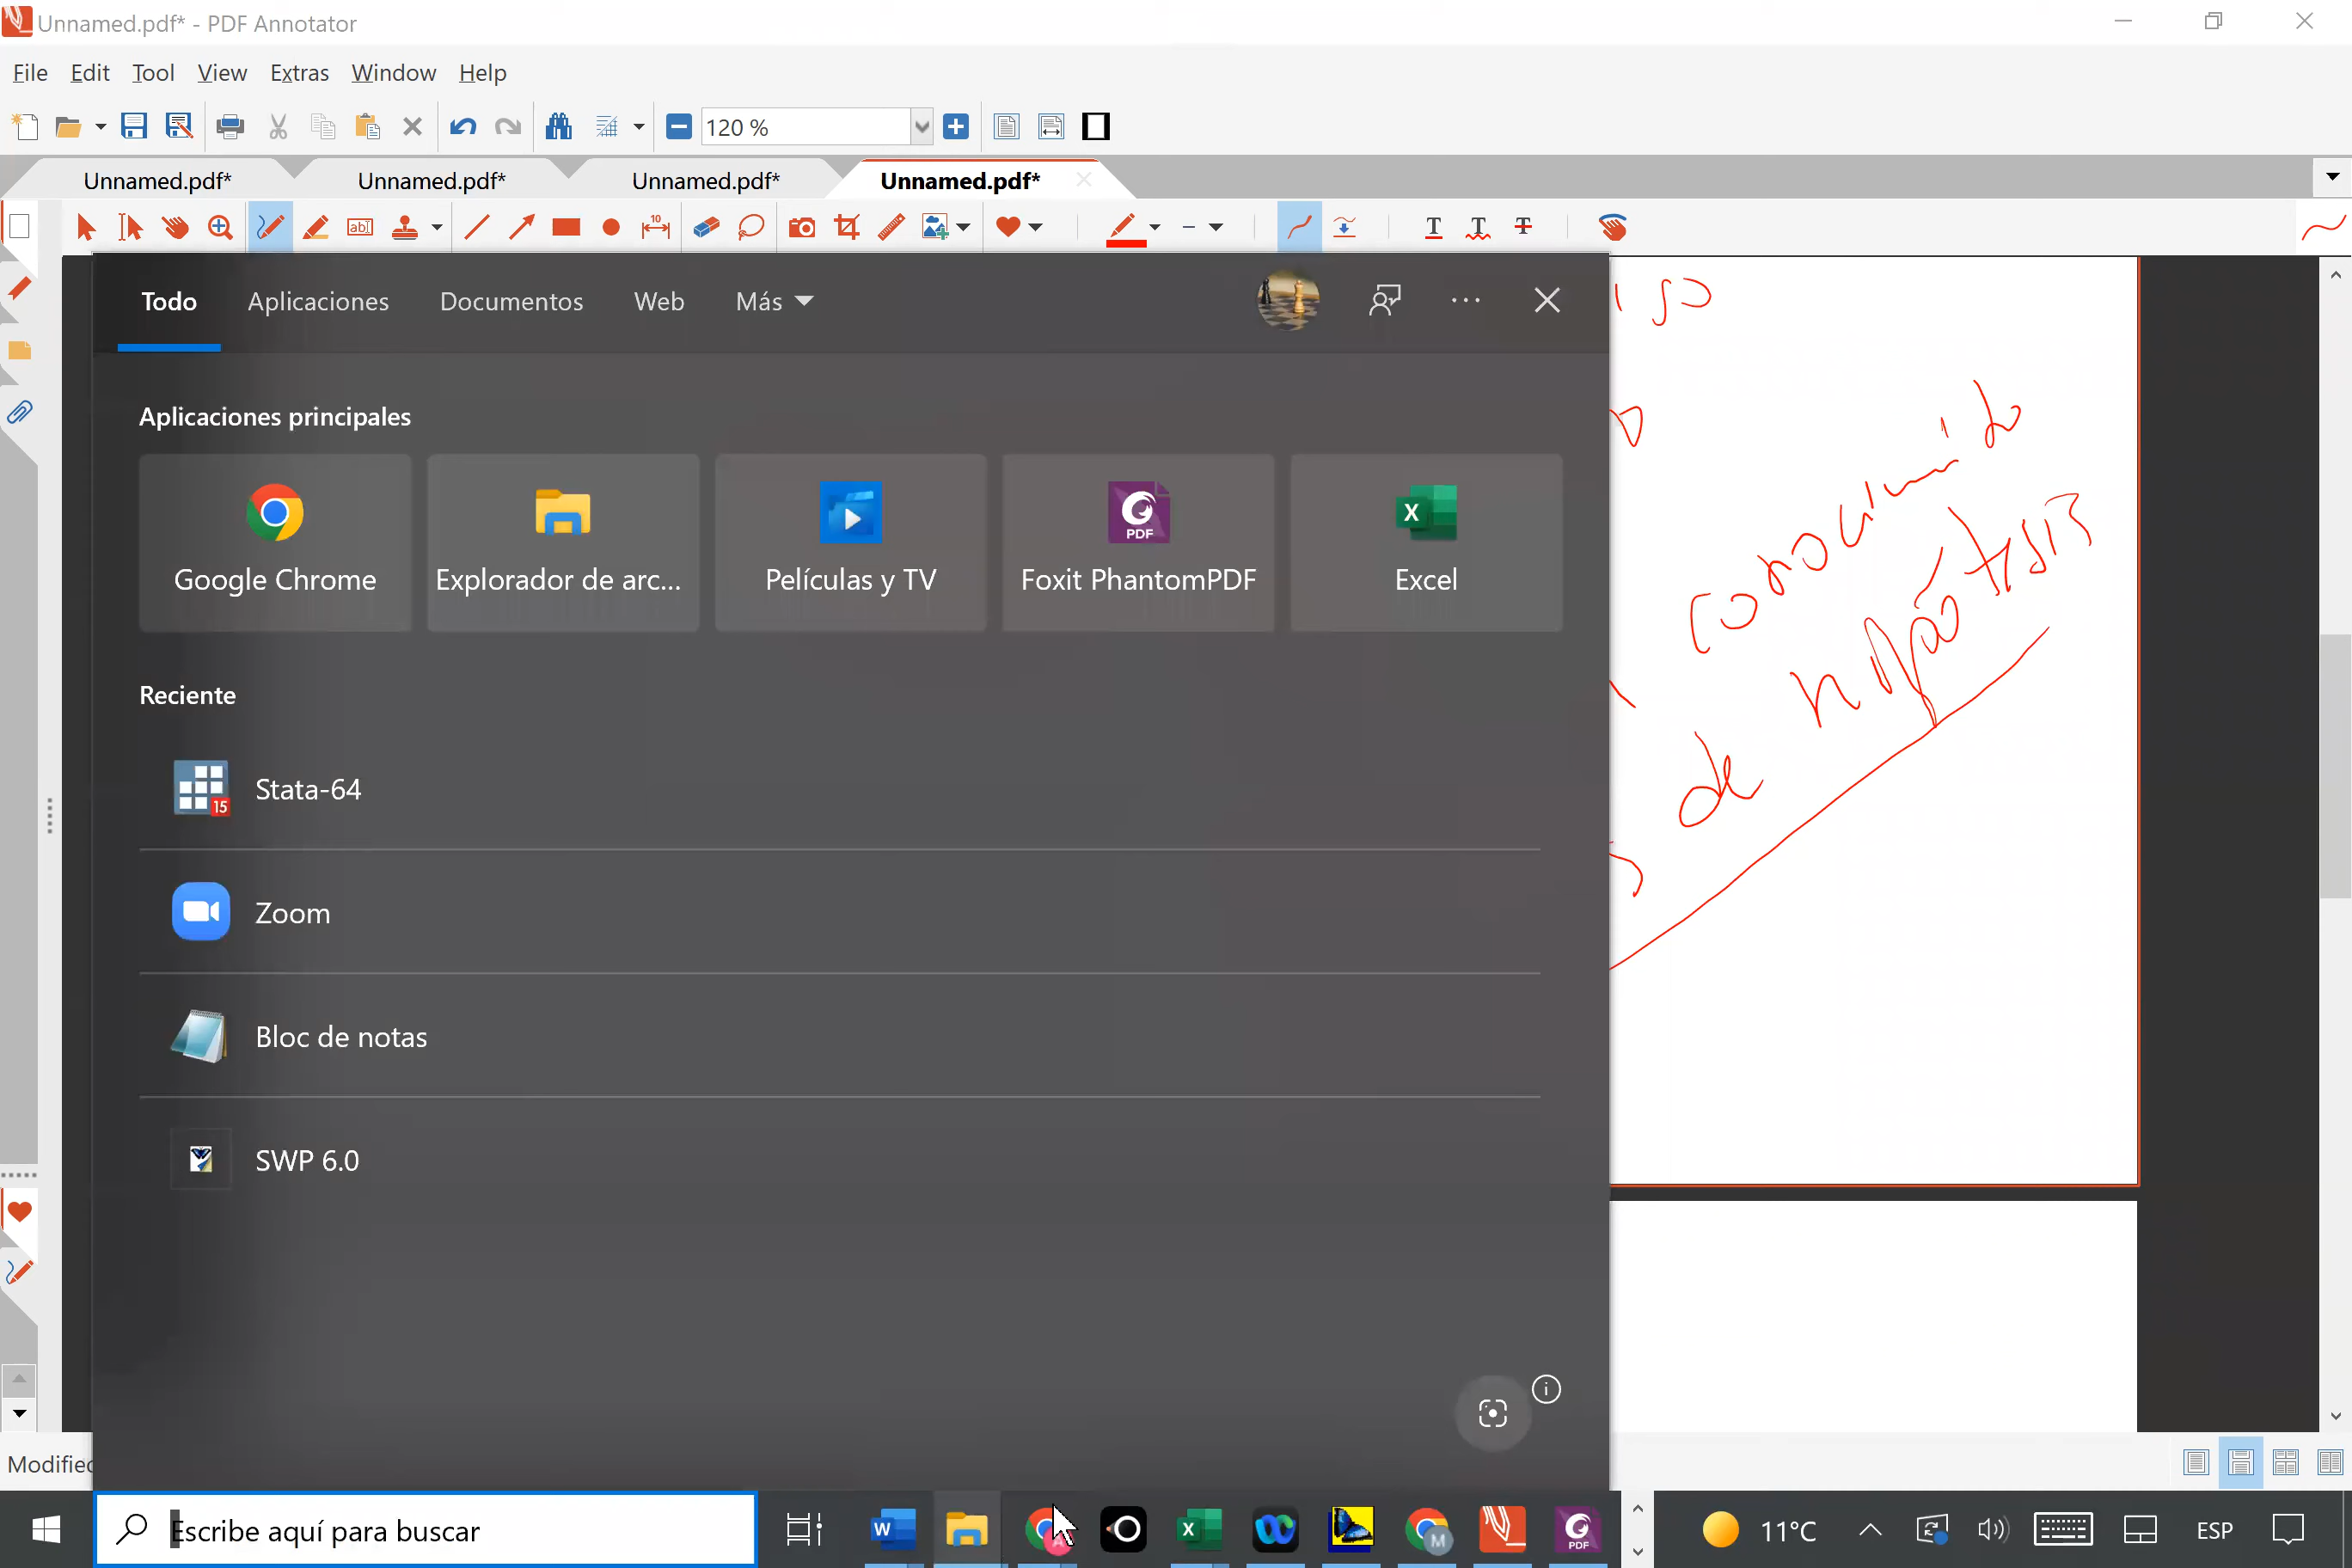 Unnamed.pdf* - PDF Annotator
File Edit Tool View Extras Window Help
120 %
Unnamed.pdf* Unnamed.pdf* Unnamed.pdf* Unnamed.pdf*
Todo Aplicaciones Documentos Web Más
Aplicaciones principales
Google Chrome Explorador de arc... Películas y TV Foxit PhantomPDF Excel
Reciente
Stata-64
Zoom
Bloc de notas
SWP 6.0
de hipótesis
Modified
Escribe aquí para buscar
11°C ESP